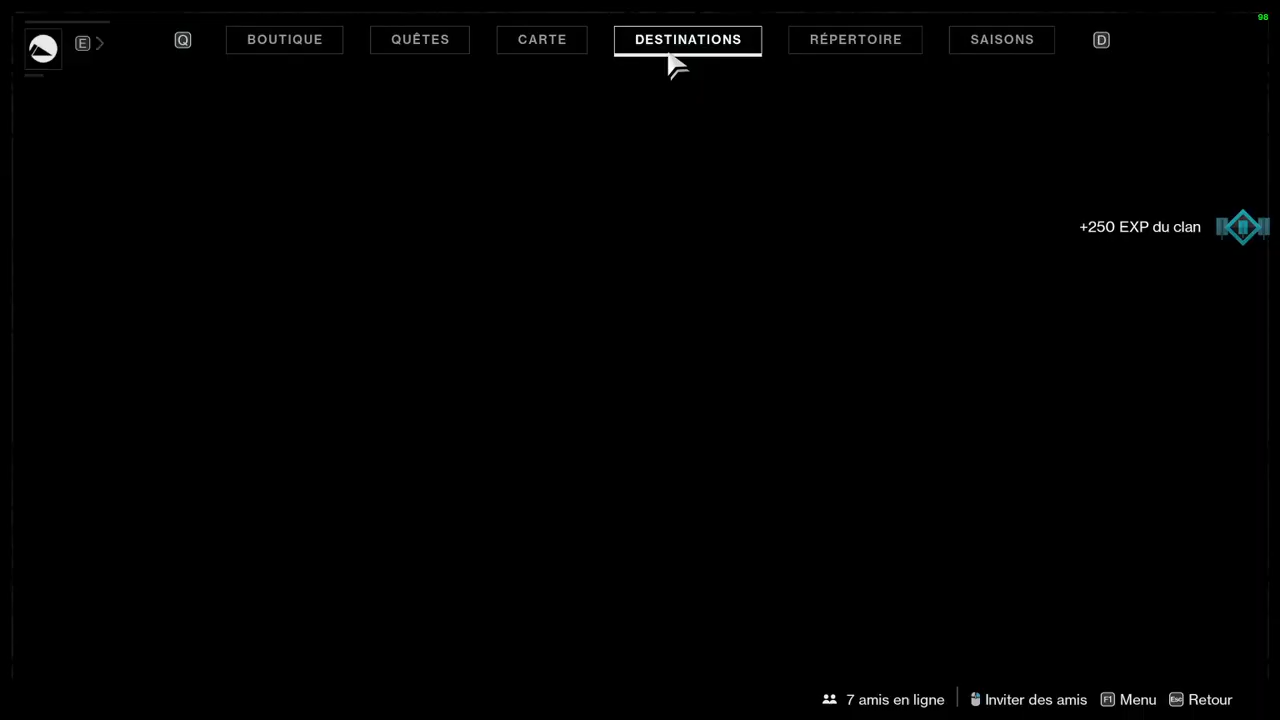 98
E
Q
BOUTIQUE
QUÊTES
CARTE
DESTINATIONS
RÉPERTOIRE
SAISONS
D
+250 EXP du clan
7 amis en ligne
Inviter des amis
F1 Menu
Esc Retour